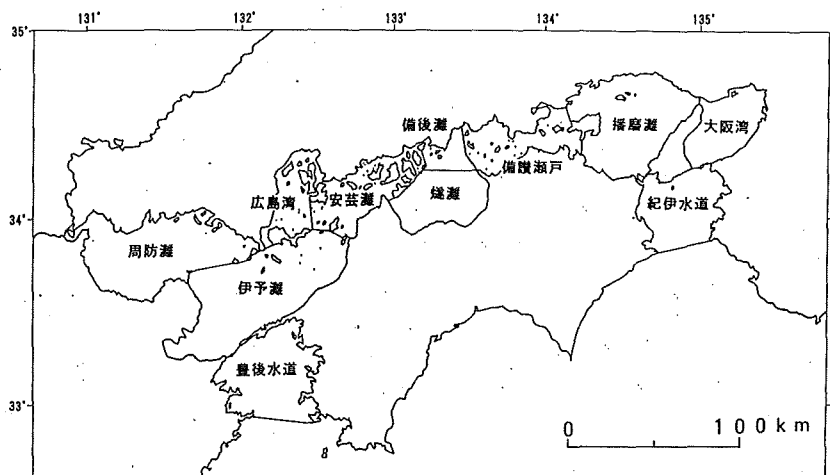 131° 132° 133° 134° 135°
35°
備後灘 播磨灘 大阪湾
備讃瀬戸
広島湾 安芸灘 燧灘 紀伊水道
34°
周防灘
伊予灘
豊後水道
33°
0 100km